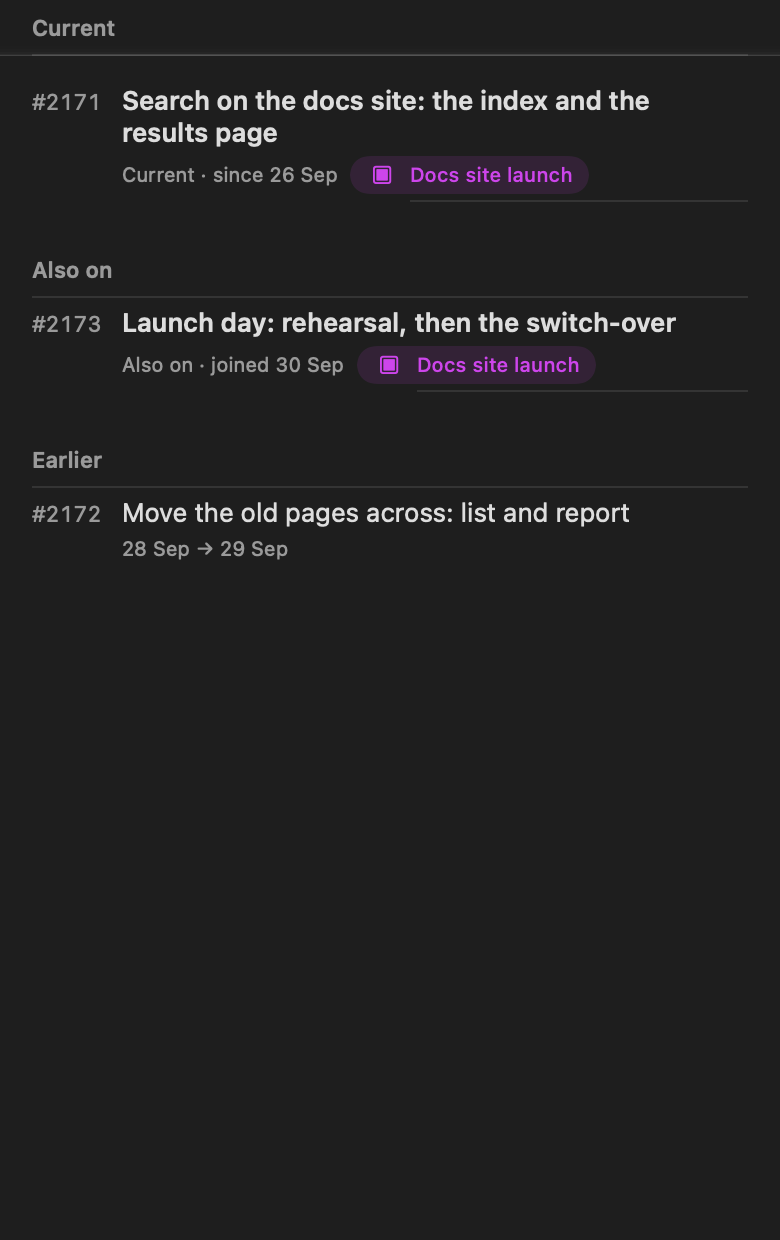 Current
#2171 Search on the docs site: the index and the
results page
Current · since 26 Sep Docs site launch
Also on
#2173 Launch day: rehearsal, then the switch-over
Also on · joined 30 Sep Docs site launch
Earlier
#2172 Move the old pages across: list and report
28 Sep → 29 Sep